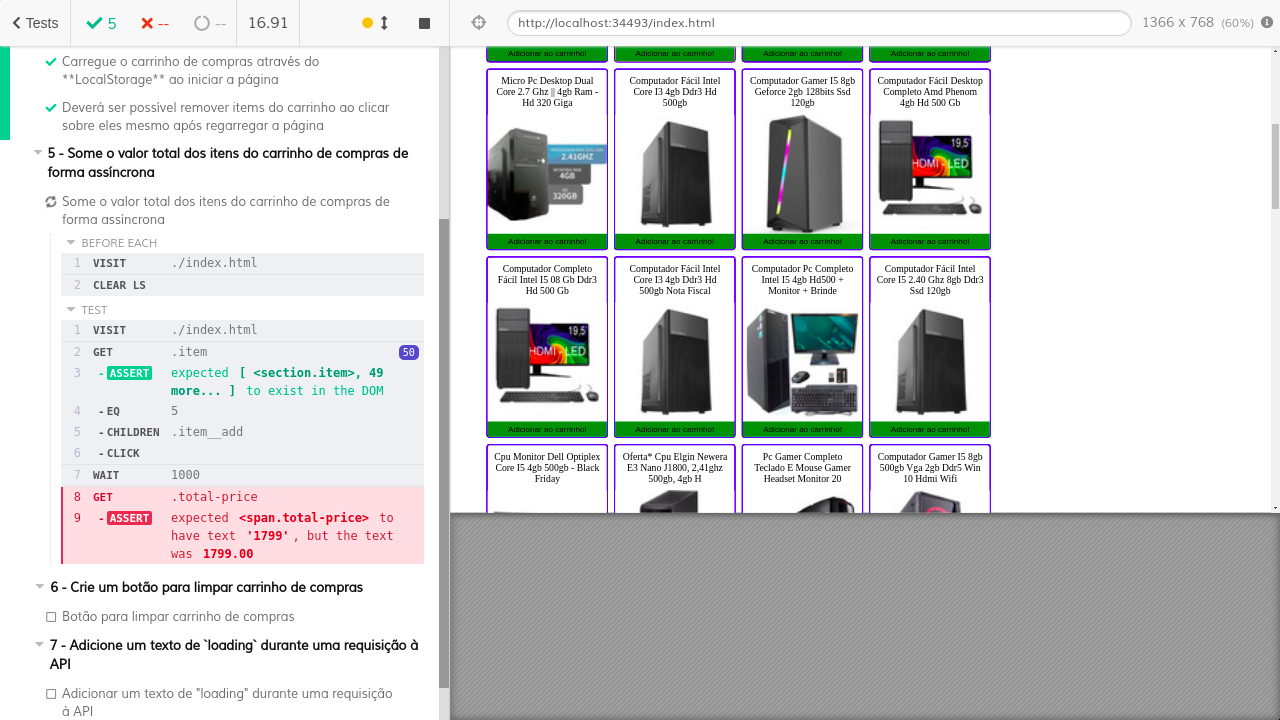 Tests
5
--
--
16.91
http://localhost:34493/index.html
1366 x 768 (60%)
Carregue o carrinho de compras através do
**LocalStorage** ao iniciar a página
Deverá ser possível remover items do carrinho ao clicar
sobre eles mesmo após regarregar a página
5 - Some o valor total dos itens do carrinho de compras de
forma assíncrona
Some o valor total dos itens do carrinho de compras de
forma assíncrona
BEFORE EACH
1 VISIT ./index.html
2 CLEAR LS
TEST
1 VISIT ./index.html
2 GET .item 50
3 - ASSERT expected [ <section.item>, 49
more... ] to exist in the DOM
4 - EQ 5
5 - CHILDREN .item__add
6 - CLICK
7 WAIT 1000
8 GET .total-price
9 - ASSERT expected <span.total-price> to
have text '1799', but the text
was 1799.00
6 - Crie um botão para limpar carrinho de compras
Botão para limpar carrinho de compras
7 - Adicione um texto de `loading` durante uma requisição à
API
Adicionar um texto de "loading" durante uma requisição
à API
Adicionar ao carrinho!
Adicionar ao carrinho!
Adicionar ao carrinho!
Adicionar ao carrinho!
Micro Pc Desktop Dual
Core 2.7 Ghz || 4gb Ram -
Hd 320 Giga
2.41GHZ
4GB
320GB
Adicionar ao carrinho!
Computador Fácil Intel
Core I3 4gb Ddr3 Hd
500gb
Adicionar ao carrinho!
Computador Gamer I5 8gb
Geforce 2gb 128bits Ssd
120gb
Adicionar ao carrinho!
Computador Fácil Desktop
Completo Amd Phenom
4gb Hd 500 Gb
19,5'
HDMI - LED
Adicionar ao carrinho!
Computador Completo
Fácil Intel I5 08 Gb Ddr3
Hd 500 Gb
19,5'
HDMI - LED
Adicionar ao carrinho!
Computador Fácil Intel
Core I3 4gb Ddr3 Hd
500gb Nota Fiscal
Adicionar ao carrinho!
Computador Pc Completo
Intel I5 4gb Hd500 +
Monitor + Brinde
Adicionar ao carrinho!
Computador Fácil Intel
Core I5 2.40 Ghz 8gb Ddr3
Ssd 120gb
Adicionar ao carrinho!
Cpu Monitor Dell Optiplex
Core I5 4gb 500gb - Black
Friday
Oferta* Cpu Elgin Newera
E3 Nano J1800, 2,41ghz
500gb, 4gb H
Pc Gamer Completo
Teclado E Mouse Gamer
Headset Monitor 20
Computador Gamer I5 8gb
500gb Vga 2gb Ddr5 Win
10 Hdmi Wifi